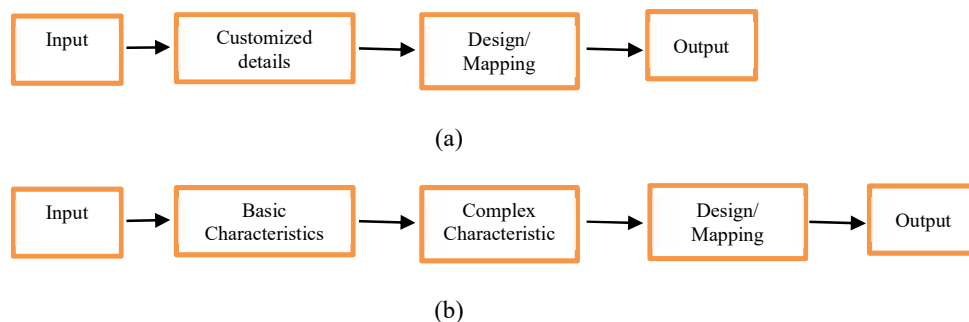 Input
Customized
details
Design/
Mapping
Output
(a)
Input
Basic
Characteristics
Complex
Characteristic
Design/
Mapping
Output
(b)